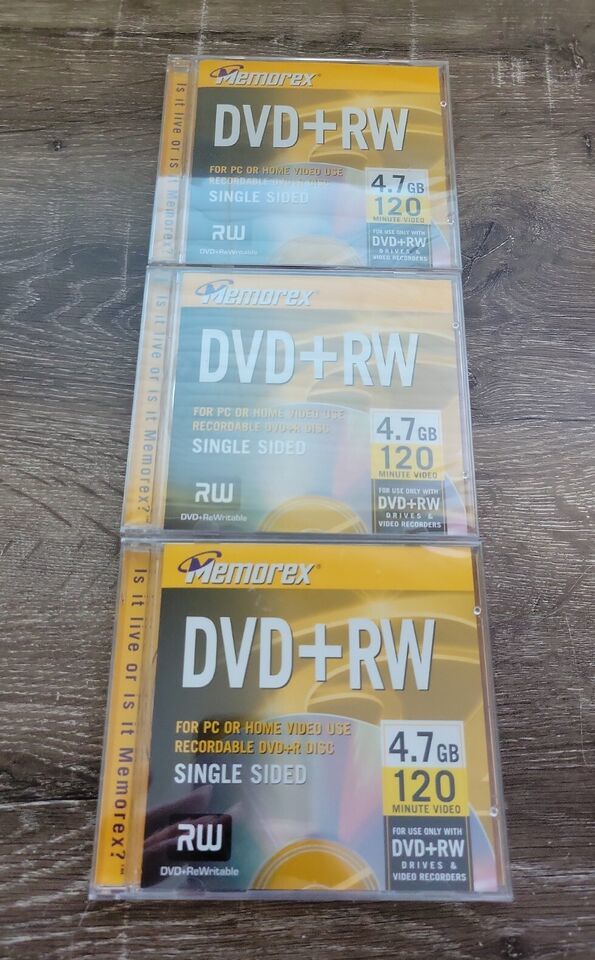 Is it live or is it Memorex?
Memorex®
DVD+RW
FOR PC OR HOME VIDEO USE
RECORDABLE DVD+R DISC
SINGLE SIDED
4.7GB
120
MINUTE VIDEO
RW
DVD+ReWritable
FOR USE ONLY WITH
DVD+RW
DRIVES &
VIDEO RECORDERS
Is it live or is it Memorex?™
Memorex®
DVD+RW
FOR PC OR HOME VIDEO USE
RECORDABLE DVD+R DISC
SINGLE SIDED
4.7GB
120
MINUTE VIDEO
RW
DVD+ReWritable
FOR USE ONLY WITH
DVD+RW
DRIVES &
VIDEO RECORDERS
Is it live or is it Memorex?™
Memorex®
DVD+RW
FOR PC OR HOME VIDEO USE
RECORDABLE DVD+R DISC
SINGLE SIDED
4.7GB
120
MINUTE VIDEO
RW
DVD+ReWritable
FOR USE ONLY WITH
DVD+RW
DRIVES &
VIDEO RECORDERS